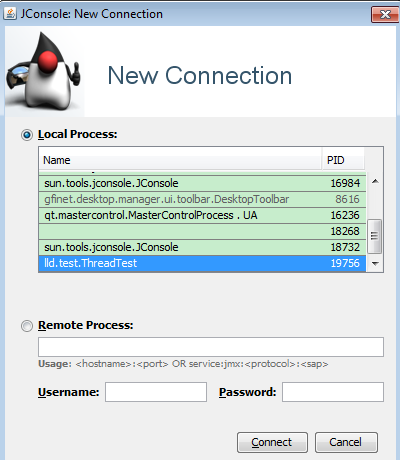 JConsole: New Connection
New Connection
Local Process:
Name PID
sun.tools.jconsole.JConsole 16984
gfinet.desktop.manager.ui.toolbar.DesktopToolbar 8616
qt.mastercontrol.MasterControlProcess . UA 16236
18268
sun.tools.jconsole.JConsole 18732
lld.test.ThreadTest 19756
Remote Process:
Usage: <hostname>:<port> OR service:jmx:<protocol>:<sap>
Username: Password:
Connect Cancel